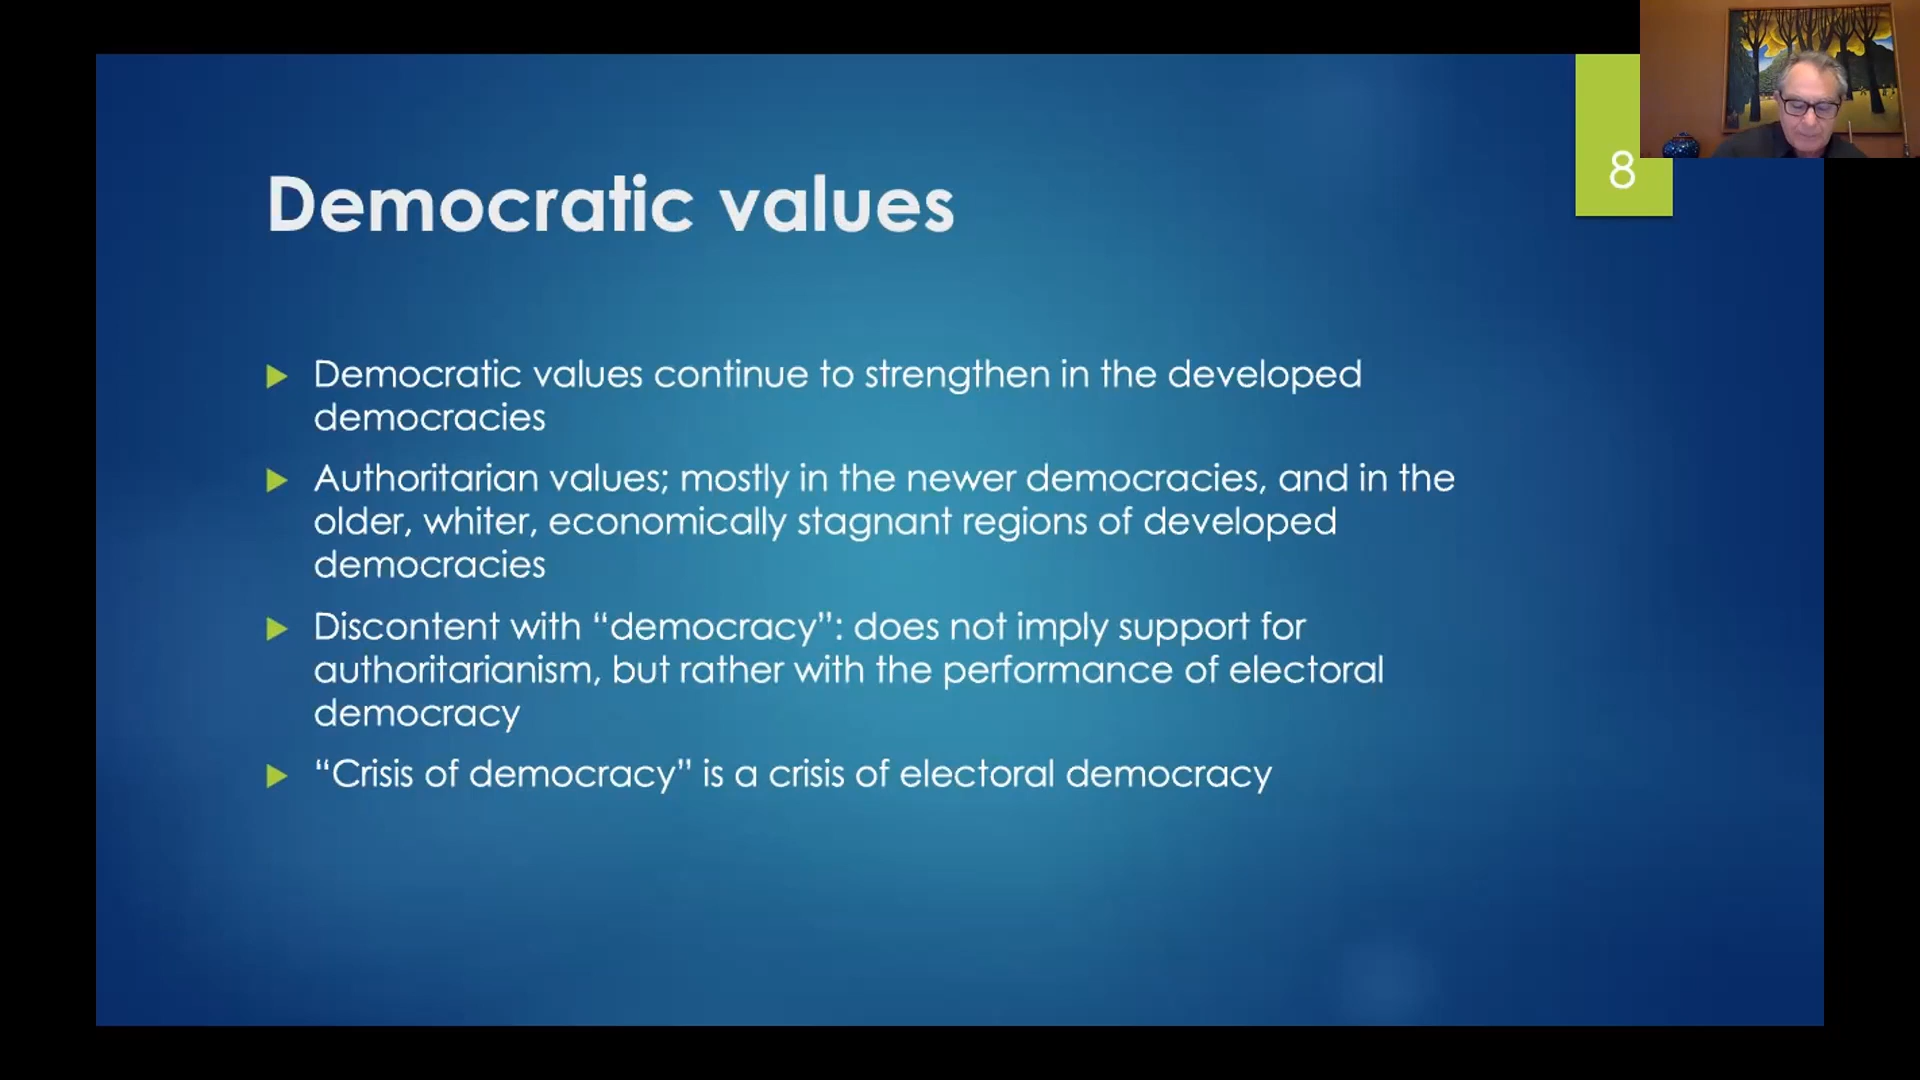 8
Democratic values
Democratic values continue to strengthen in the developed
democracies
Authoritarian values; mostly in the newer democracies, and in the
older, whiter, economically stagnant regions of developed
democracies
Discontent with “democracy”: does not imply support for
authoritarianism, but rather with the performance of electoral
democracy
“Crisis of democracy” is a crisis of electoral democracy